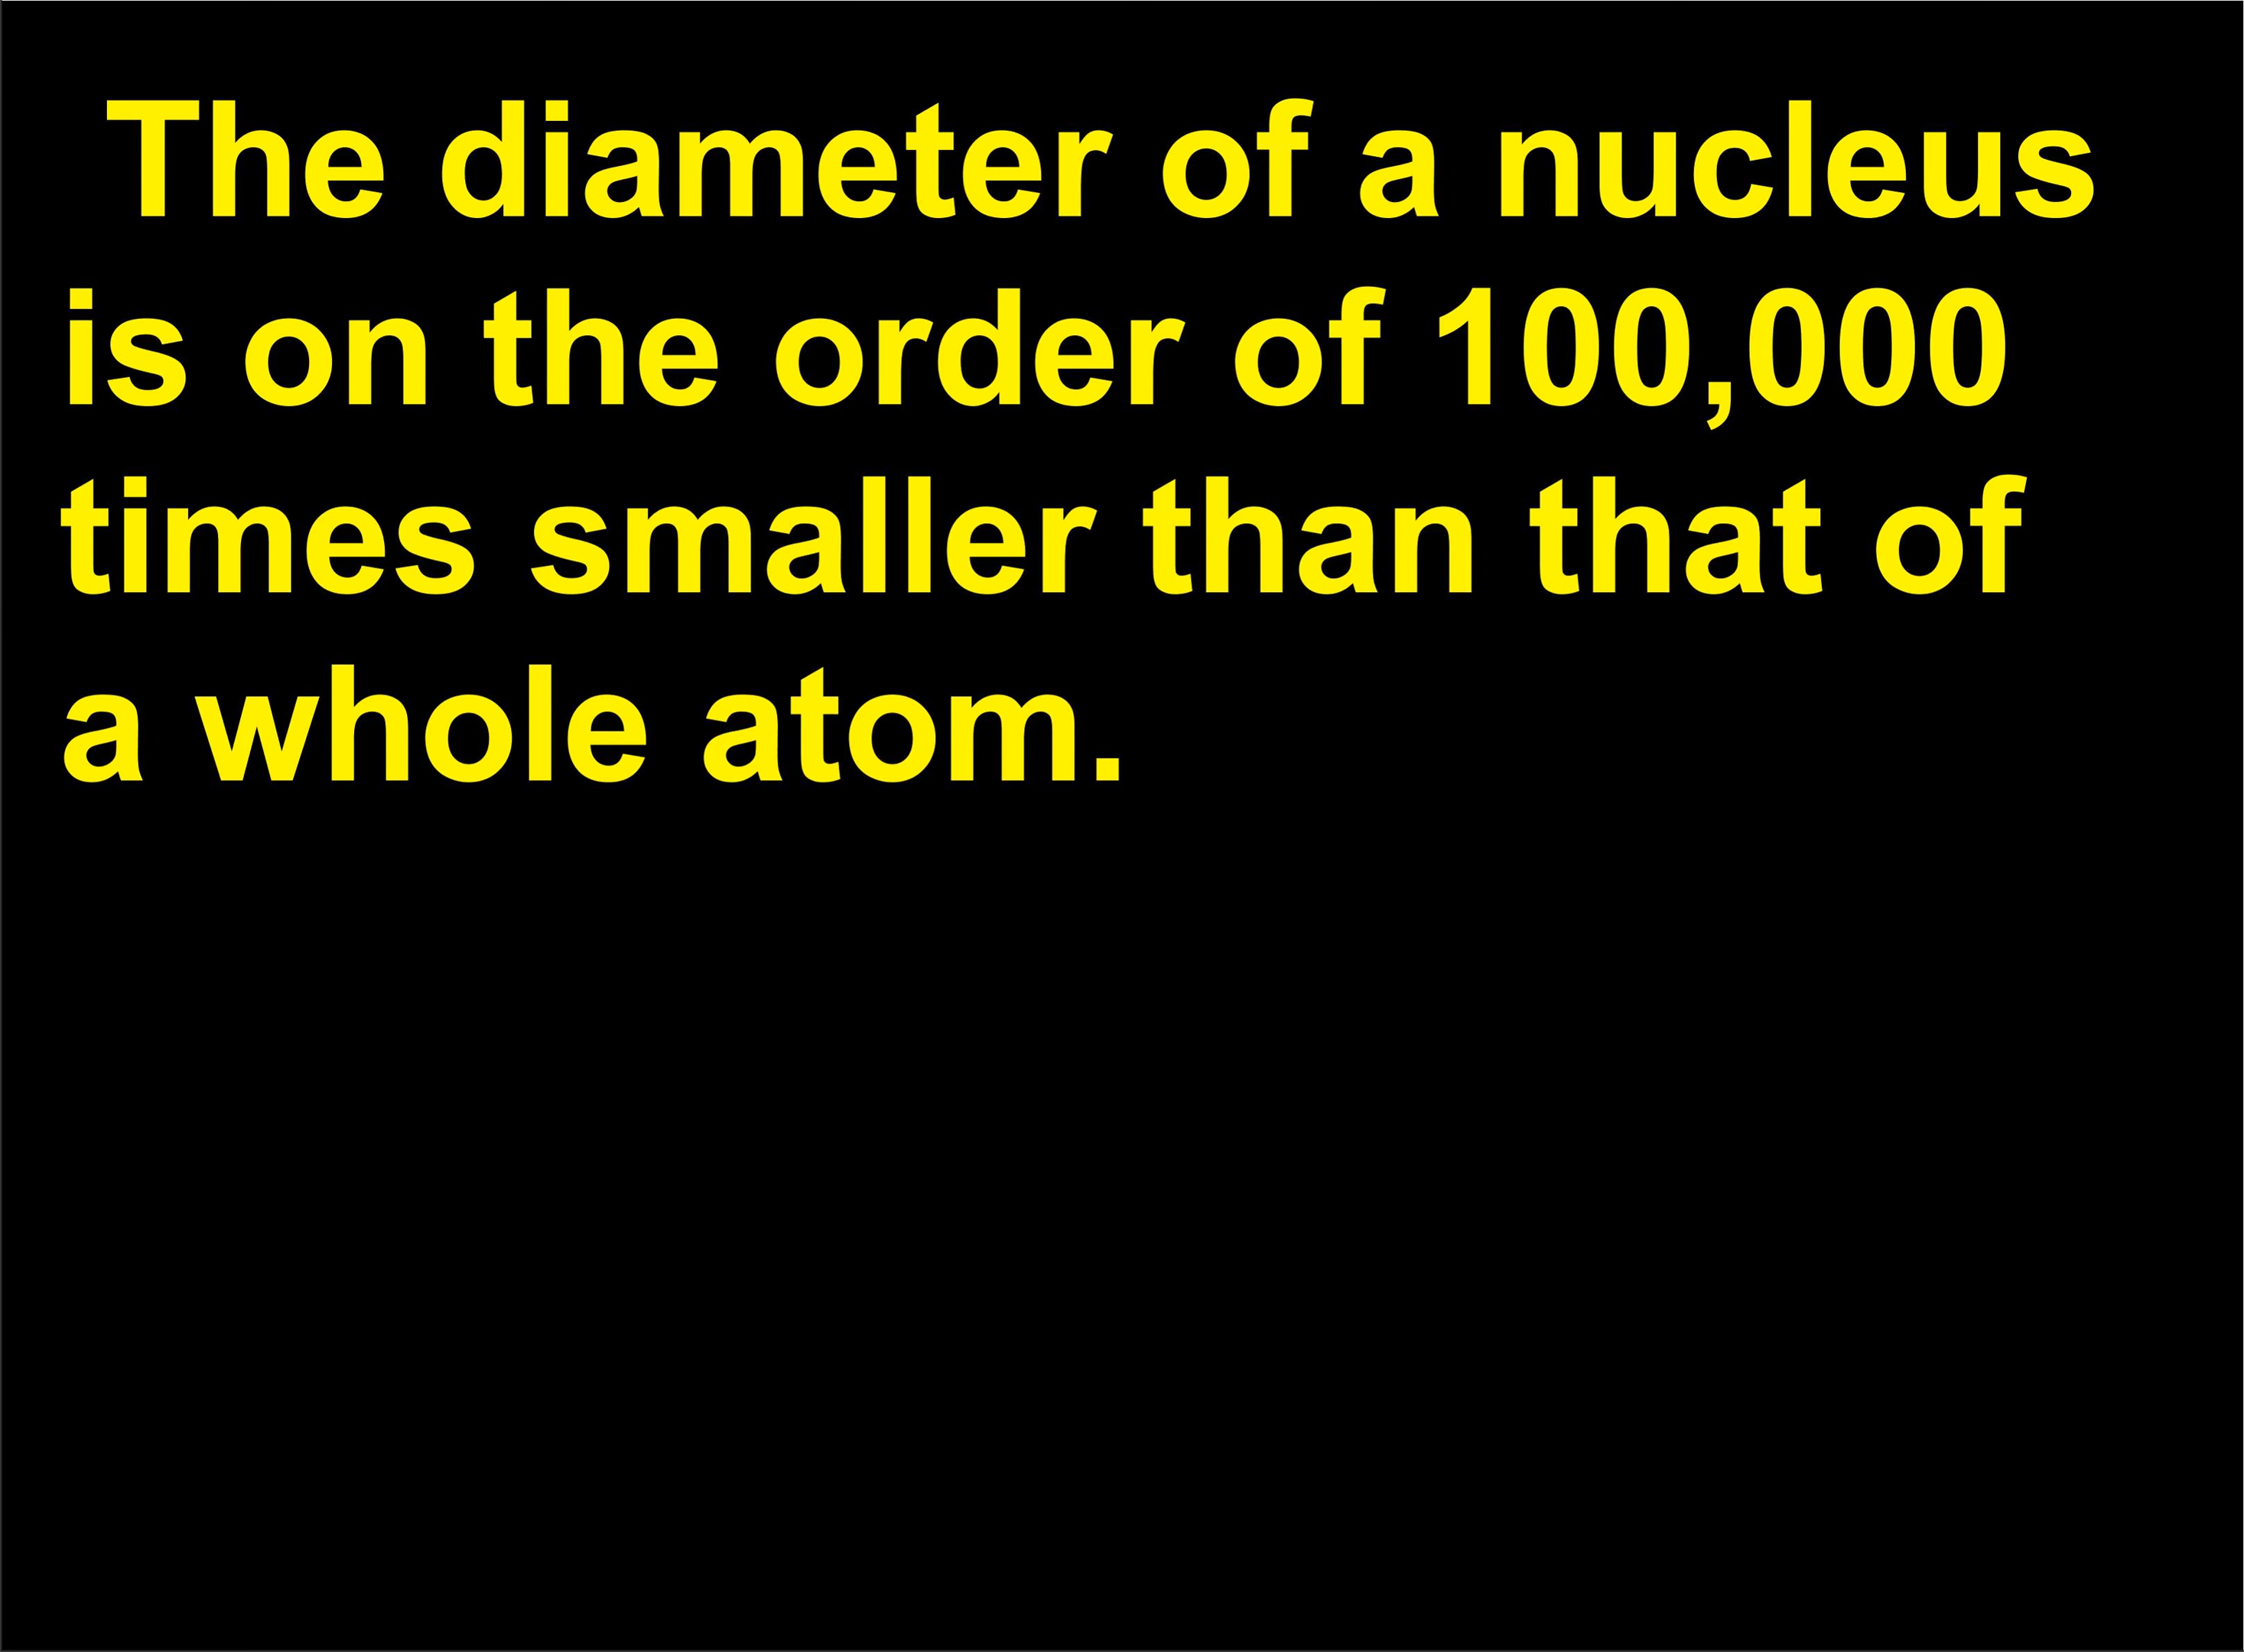 The diameter of a nucleus
is on the order of 100,000
times smaller than that of
a whole atom.